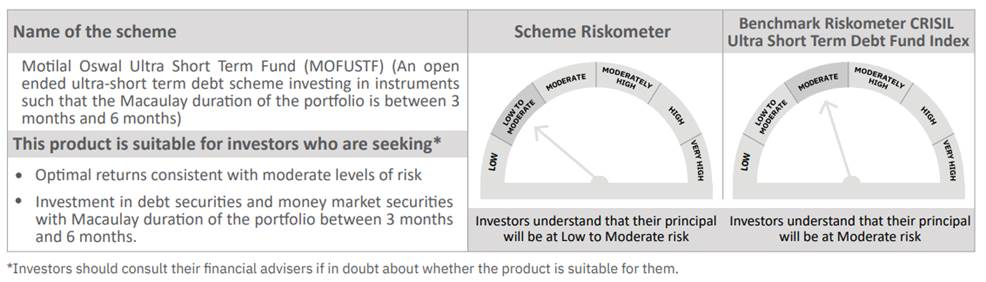 Name of the scheme
Motilal Oswal Ultra Short Term Fund (MOFUSTF) (An open
ended ultra-short term debt scheme investing in instruments
such that the Macaulay duration of the portfolio is between 3
months and 6 months)
This product is suitable for investors who are seeking*
• Optimal returns consistent with moderate levels of risk
• Investment in debt securities and money market securities
with Macaulay duration of the portfolio between 3 months
and 6 months.
Scheme Riskometer
LOW
LOW TO
MODERATE
MODERATE
MODERATELY
HIGH
HIGH
VERY HIGH
Investors understand that their principal
will be at Low to Moderate risk
Benchmark Riskometer CRISIL
Ultra Short Term Debt Fund Index
LOW
LOW TO
MODERATE
MODERATE
MODERATELY
HIGH
HIGH
VERY HIGH
Investors understand that their principal
will be at Moderate risk
*Investors should consult their financial advisers if in doubt about whether the product is suitable for them.